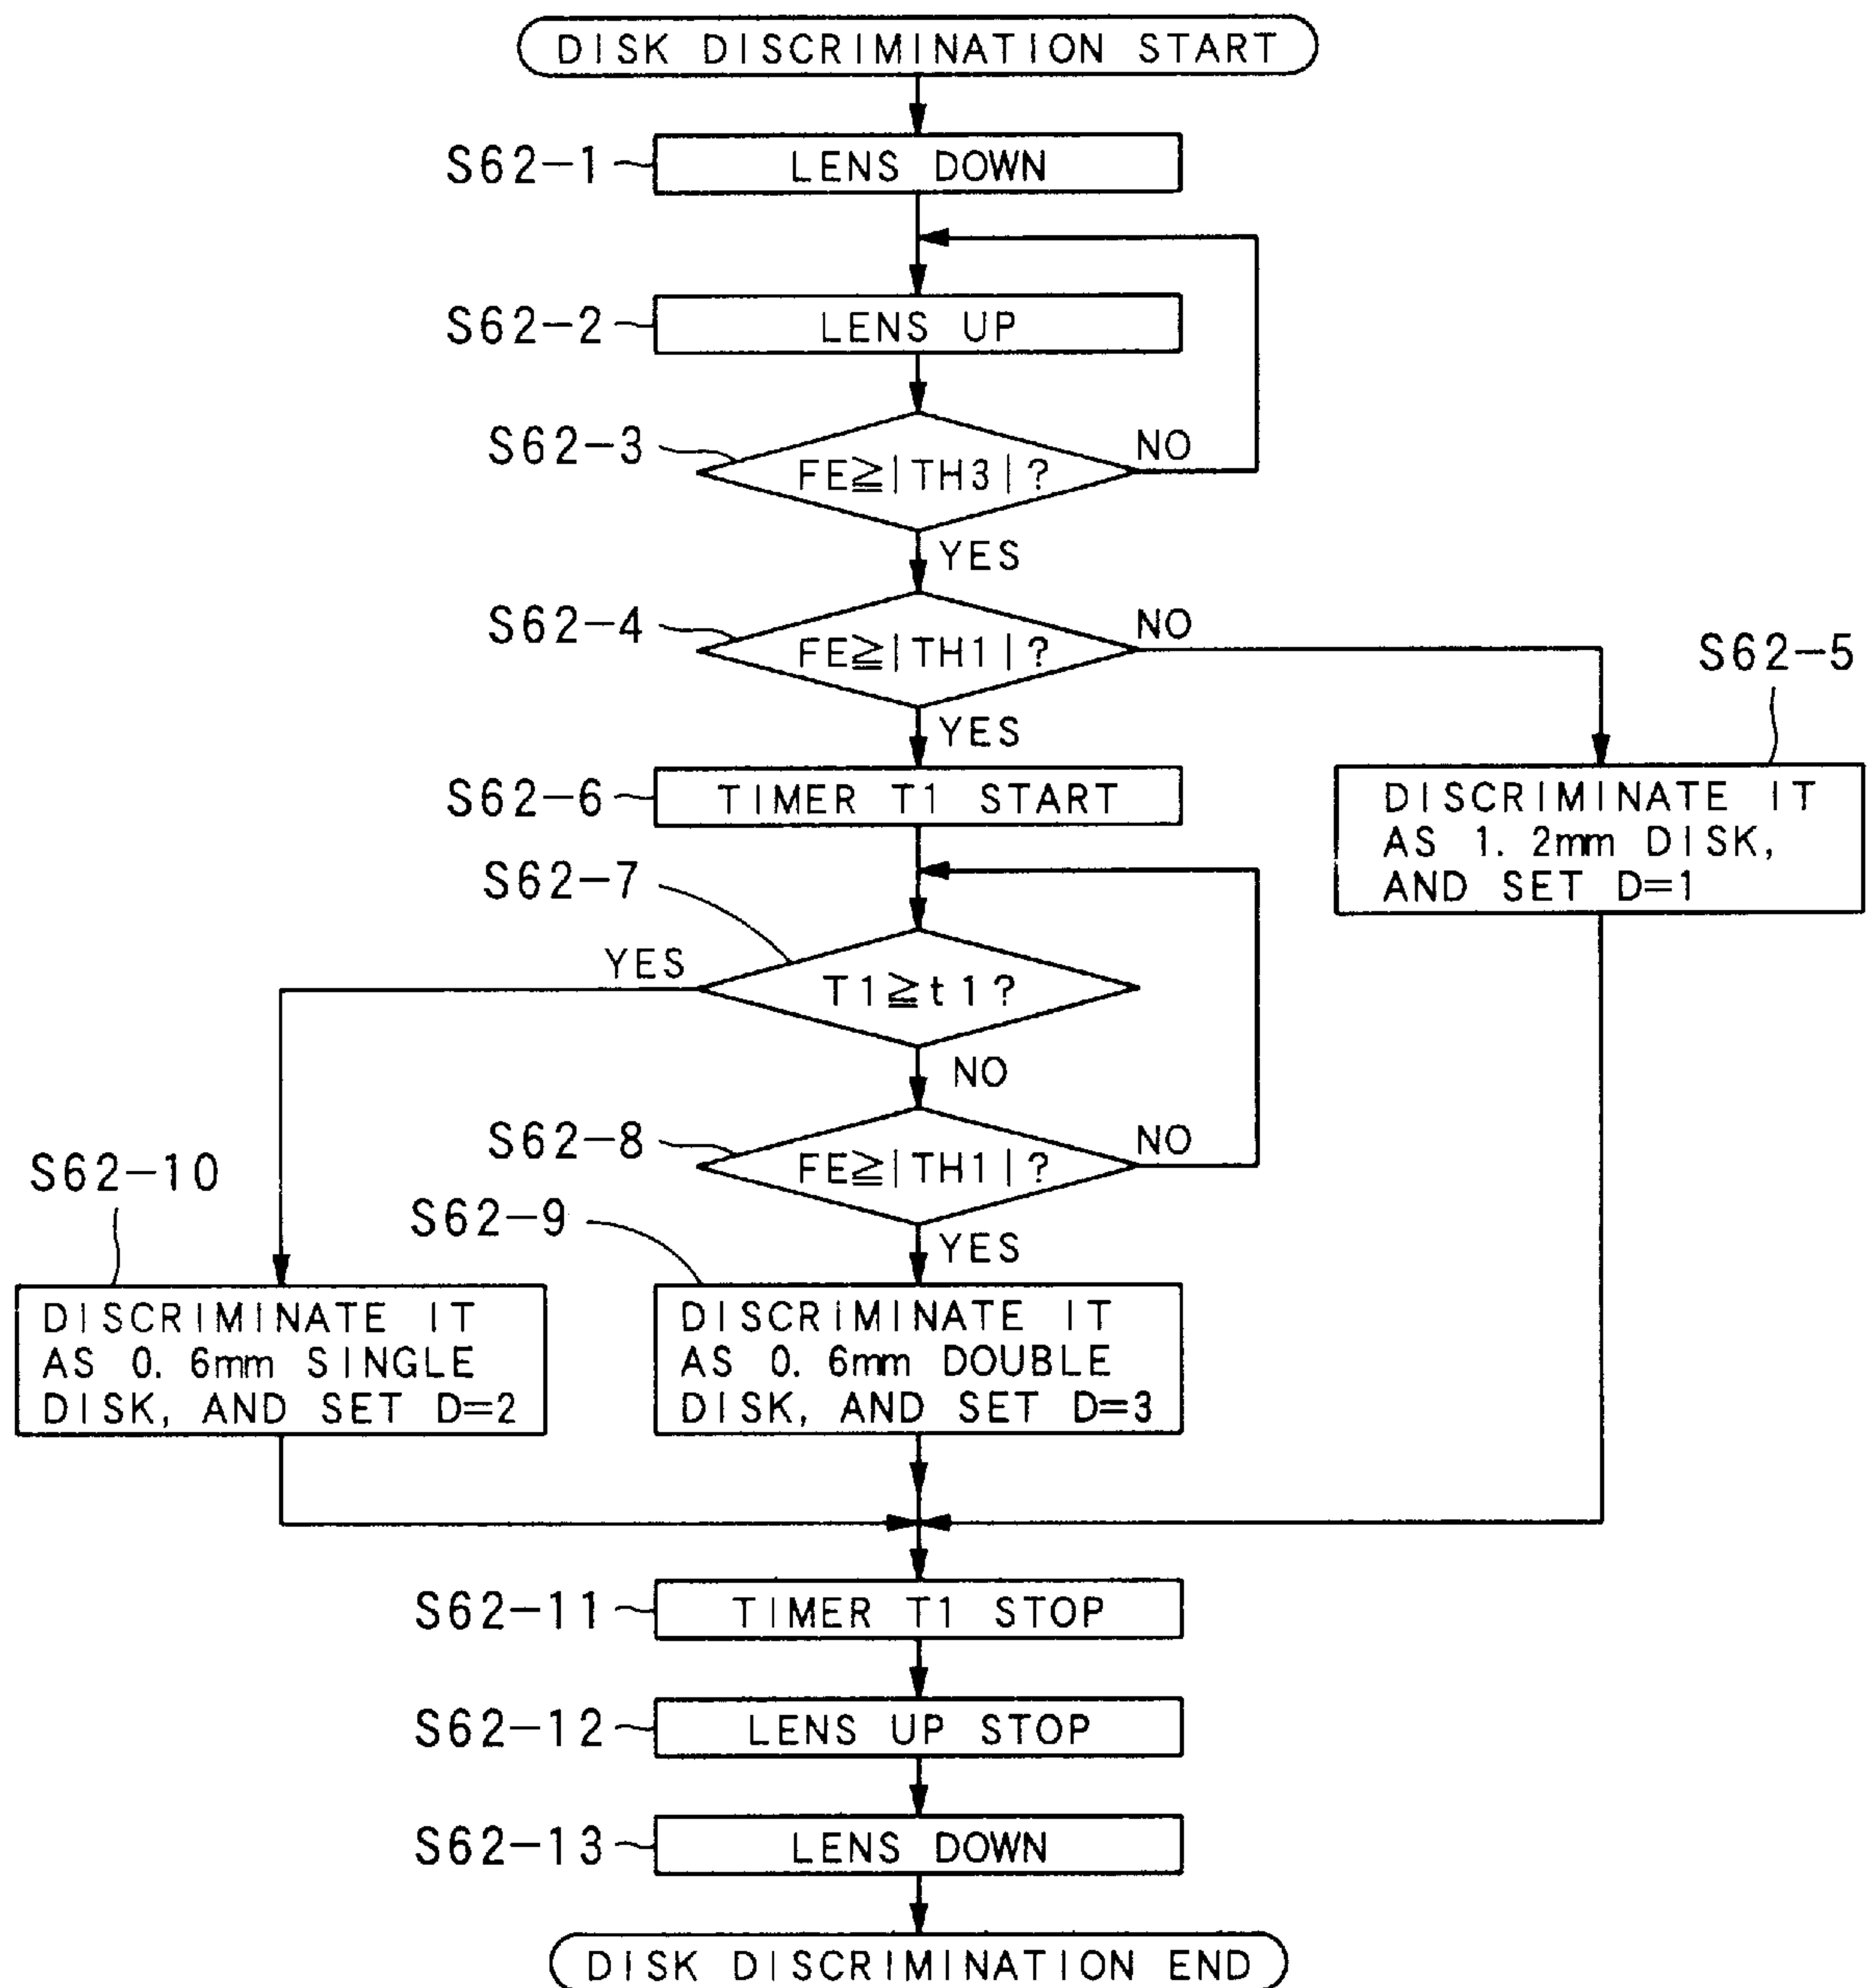 DISK DISCRIMINATION START
S62-1
LENS DOWN
S62-2
LENS UP
S62-3
FE≧|TH3|?
NO
YES
S62-4
FE≧|TH1|?
NO
S62-5
YES
S62-6
TIMER T1 START
DISCRIMINATE IT
AS 1. 2mm DISK,
AND SET D=1
S62-7
YES
T1≧t1?
NO
S62-8
FE≧|TH1|?
NO
S62-10
S62-9
YES
DISCRIMINATE IT
AS 0. 6mm SINGLE
DISK, AND SET D=2
DISCRIMINATE IT
AS 0. 6mm DOUBLE
DISK, AND SET D=3
S62-11
TIMER T1 STOP
S62-12
LENS UP STOP
S62-13
LENS DOWN
DISK DISCRIMINATION END